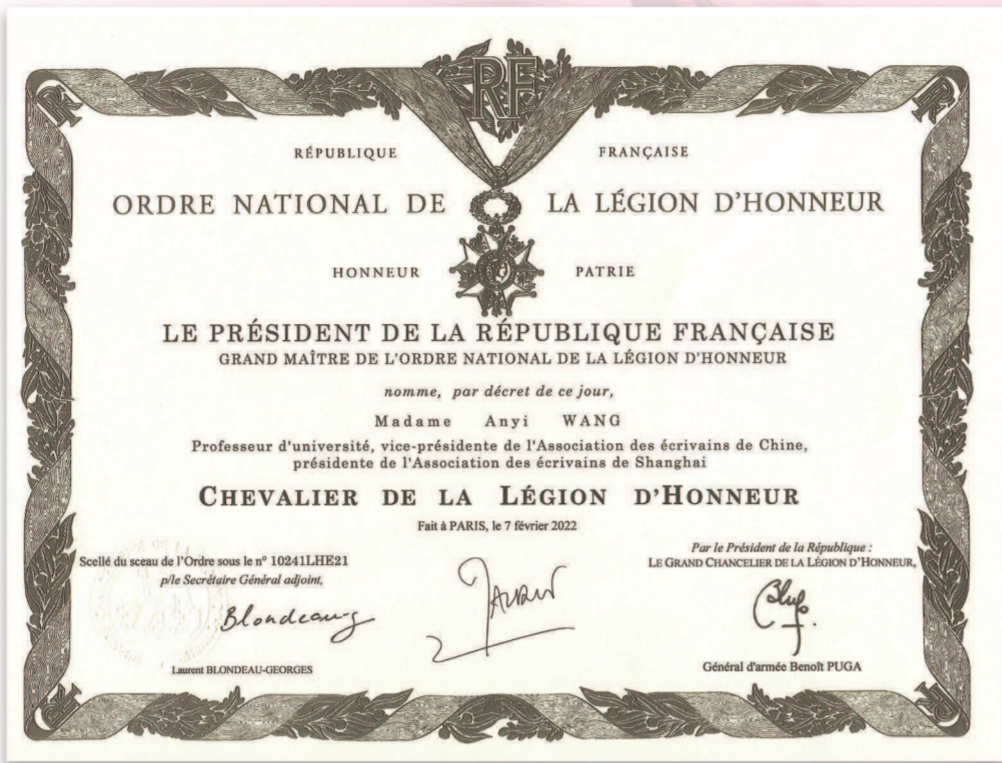 RF
RÉPUBLIQUE FRANÇAISE
ORDRE NATIONAL DE LA LÉGION D'HONNEUR
HONNEUR PATRIE
LE PRÉSIDENT DE LA RÉPUBLIQUE FRANÇAISE
GRAND MAÎTRE DE L'ORDRE NATIONAL DE LA LÉGION D'HONNEUR
nomme, par décret de ce jour,
Madame Anyi WANG
Professeur d'université, vice-présidente de l'Association des écrivains de Chine,
présidente de l'Association des écrivains de Shanghai
CHEVALIER DE LA LÉGION D'HONNEUR
Fait à PARIS, le 7 février 2022
Scellé du sceau de l'Ordre sous le n° 10241LHE21
p/le Secrétaire Général adjoint,
Laurent BLONDEAU-GEORGES
Par le Président de la République :
LE GRAND CHANCELIER DE LA LÉGION D'HONNEUR,
Général d'armée Benoît PUGA